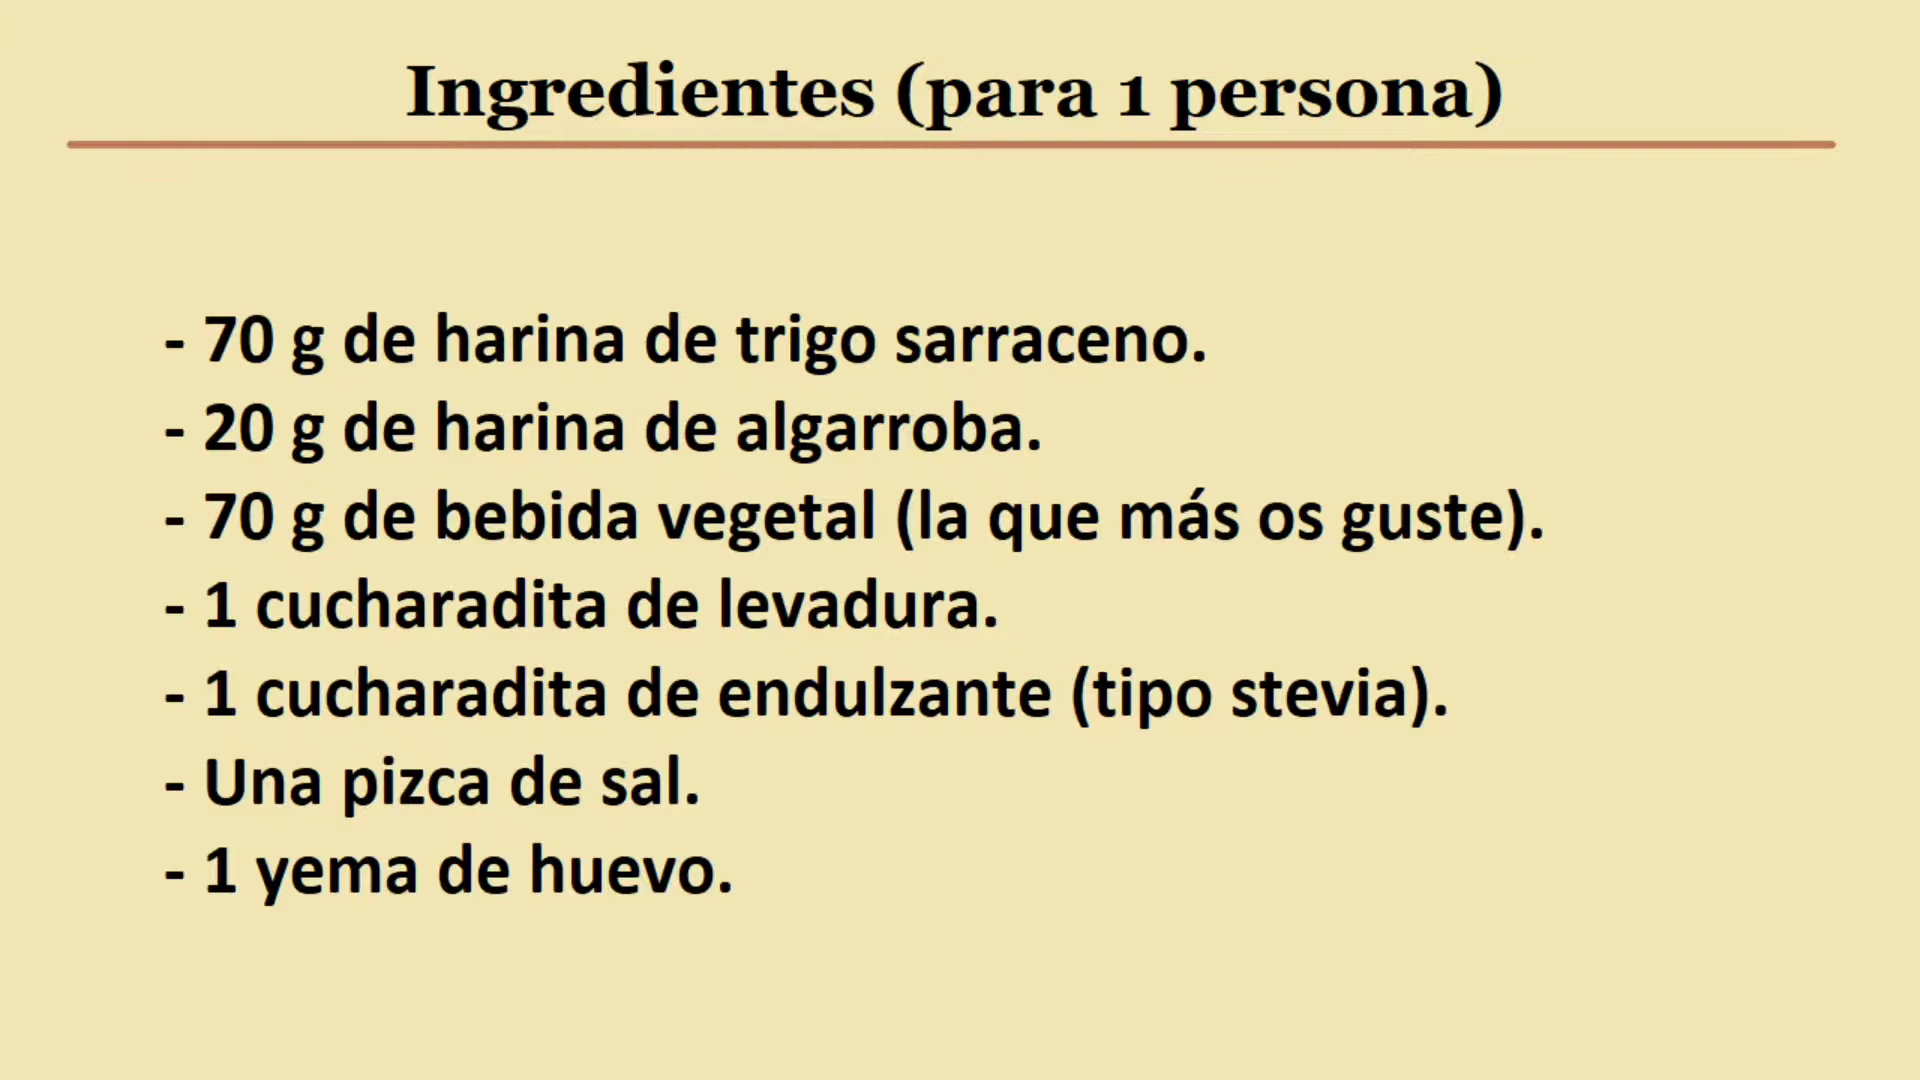 Ingredientes (para 1 persona)
- 70 g de harina de trigo sarraceno.
- 20 g de harina de algarroba.
- 70 g de bebida vegetal (la que más os guste).
- 1 cucharadita de levadura.
- 1 cucharadita de endulzante (tipo stevia).
- Una pizca de sal.
- 1 yema de huevo.